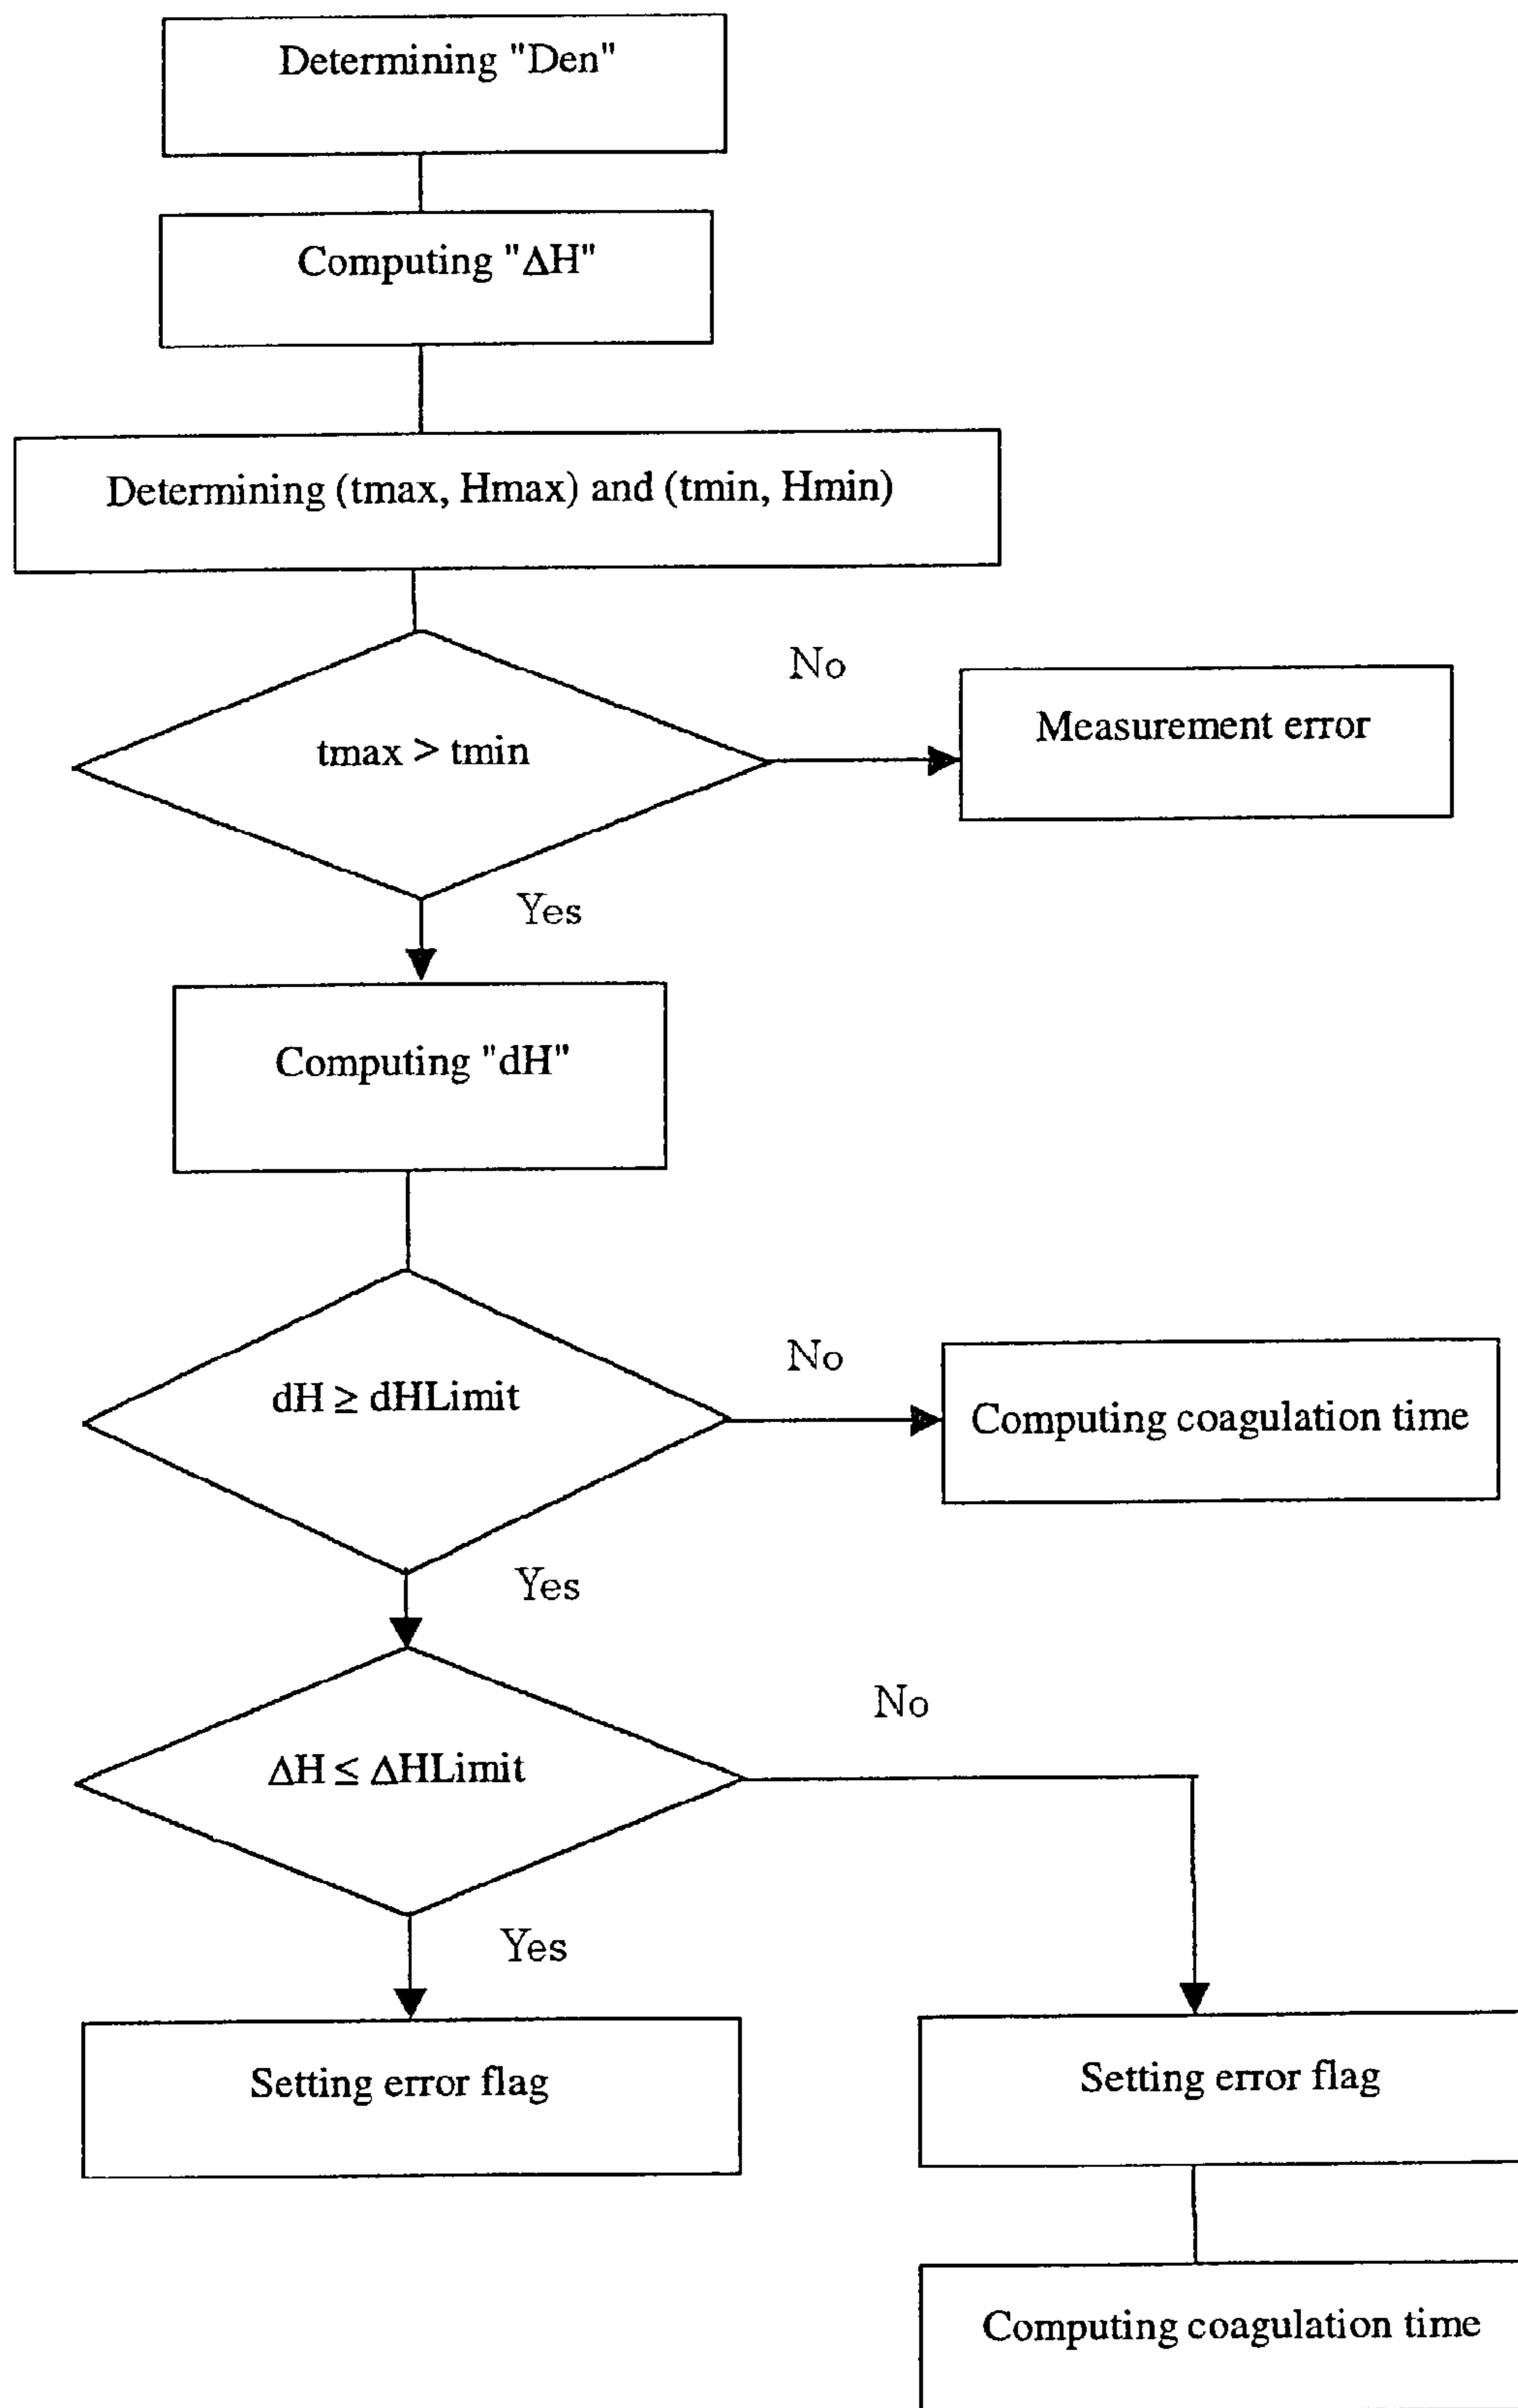 Determining "Den"
Computing "ΔH"
Determining (tmax, Hmax) and (tmin, Hmin)
No
tmax > tmin
Measurement error
Yes
Computing "dH"
No
dH ≥ dHLimit
Computing coagulation time
Yes
No
ΔH ≤ ΔHLimit
Yes
Setting error flag
Setting error flag
Computing coagulation time